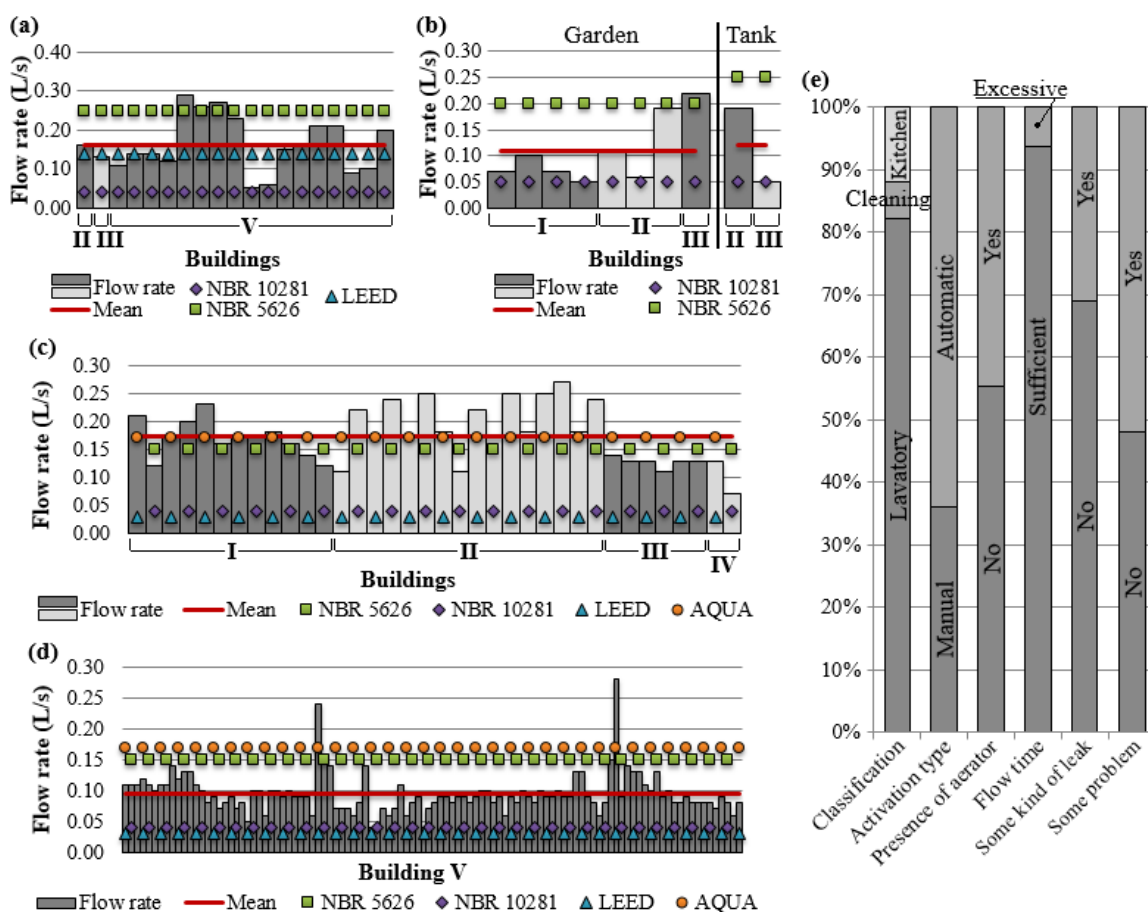 (a)
Flow rate (L/s)
0.40
0.30
0.20
0.10
0.00
II
III
V
Buildings
Flow rate
NBR 10281
LEED
Mean
NBR 5626
(b)
Flow rate (L/s)
Garden
Tank
0.30
0.25
0.20
0.15
0.10
0.05
0.00
I
II
III
II
III
Buildings
Flow rate
NBR 10281
Mean
NBR 5626
(c)
Flow rate (L/s)
0.30
0.25
0.20
0.15
0.10
0.05
0.00
I
II
III
IV
Buildings
Flow rate
Mean
NBR 5626
NBR 10281
LEED
AQUA
(d)
Flow rate (L/s)
0.30
0.25
0.20
0.15
0.10
0.05
0.00
Building V
Flow rate
Mean
NBR 5626
NBR 10281
LEED
AQUA
(e)
Excessive
100%
90%
80%
70%
60%
50%
40%
30%
20%
10%
0%
Kitchen
Cleaning
Lavatory
Automatic
Manual
Yes
No
Sufficient
Yes
No
Yes
No
Classification
Activation type
Presence of aerator
Flow time
Some kind of leak
Some problem